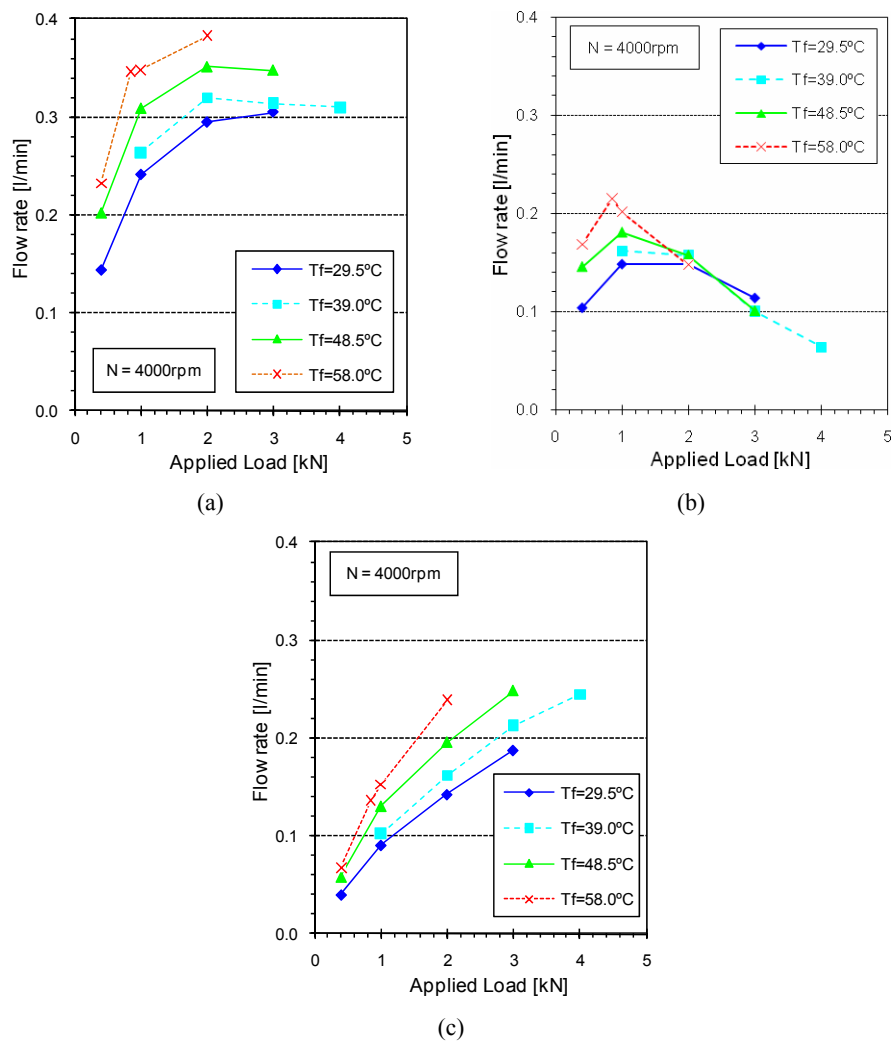 0.4
0.3
0.2
0.1
0.0
Flow rate [l/min]
Tf=29.5ºC
Tf=39.0ºC
Tf=48.5ºC
Tf=58.0ºC
N = 4000rpm
0 1 2 3 4 5
Applied Load [kN]
(a)
0.4
0.3
0.2
0.1
0.0
Flow rate [l/min]
N = 4000rpm
Tf=29.5ºC
Tf=39.0ºC
Tf=48.5ºC
Tf=58.0ºC
0 1 2 3 4 5
Applied Load [kN]
(b)
0.4
0.3
0.2
0.1
0.0
Flow rate [l/min]
N = 4000rpm
Tf=29.5ºC
Tf=39.0ºC
Tf=48.5ºC
Tf=58.0ºC
0 1 2 3 4 5
Applied Load [kN]
(c)